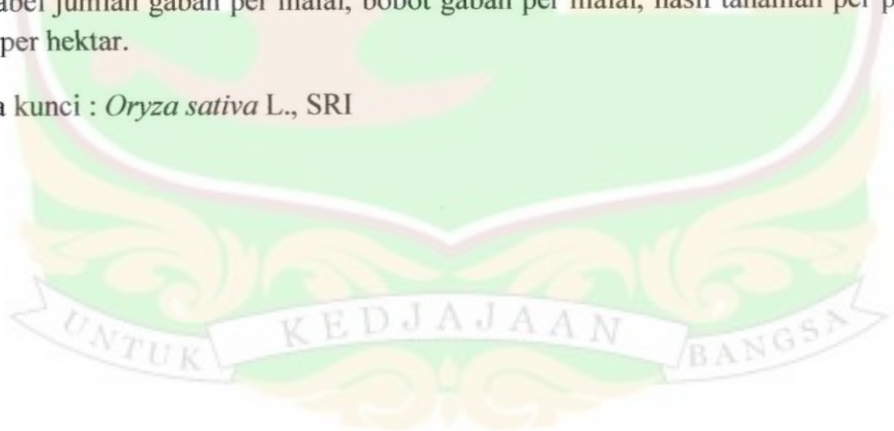 jumlah gabah per malai, bobot gabah per malai, hasil tanaman per
per hektar.
kunci : Oryza sativa L., SRI
UNTUK KEDJAJAAN BANGSA